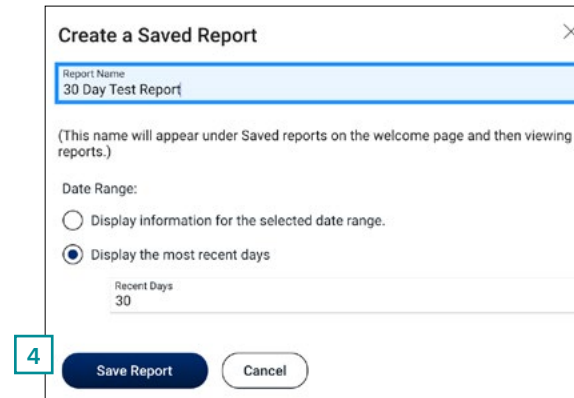 Create a Saved Report
Report Name
30 Day Test Report
(This name will appear under Saved reports on the welcome page and then viewing
reports.)
Date Range:
Display information for the selected date range.
Display the most recent days
Recent Days
30
4
Save Report Cancel